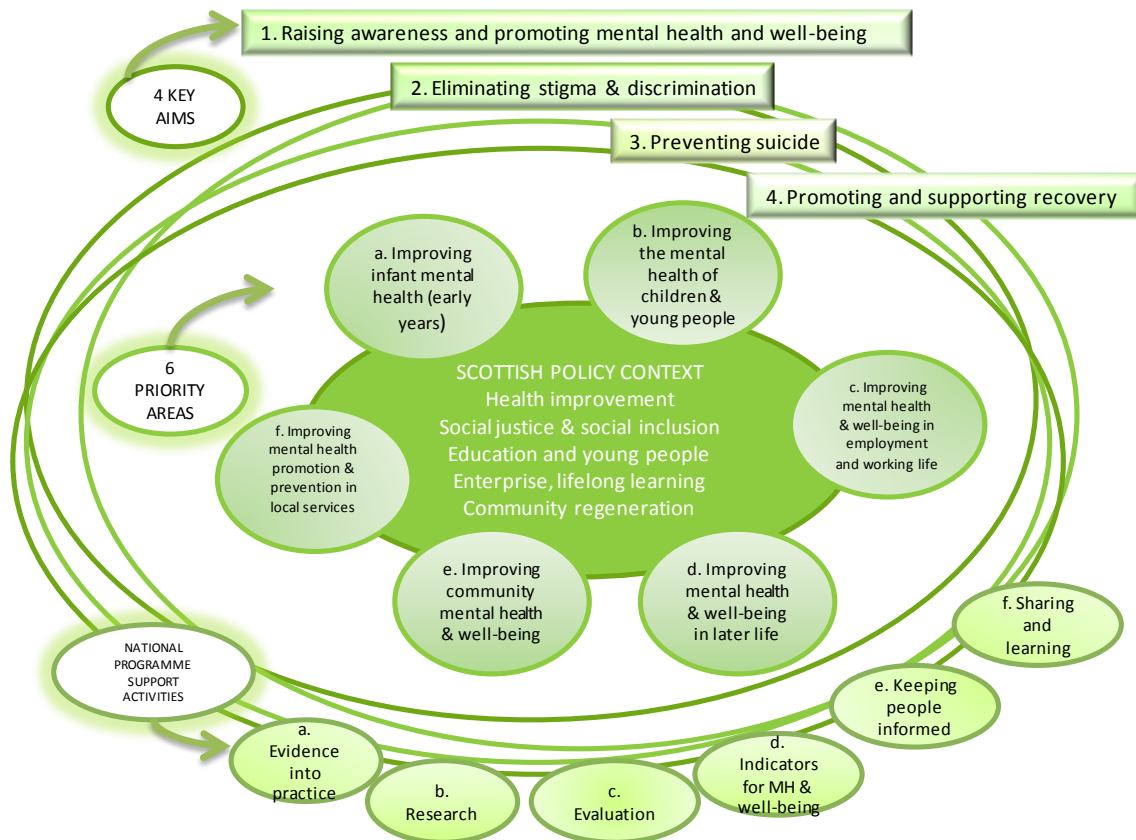 1. Raising awareness and promoting mental health and well-being
4 KEY
AIMS
2. Eliminating stigma & discrimination
3. Preventing suicide
4. Promoting and supporting recovery
a. Improving
infant mental
health (early
years)
b. Improving
the mental
health of
children &
young people
6
PRIORITY
AREAS
SCOTTISH POLICY CONTEXT
Health improvement
Social justice & social inclusion
Education and young people
Enterprise, lifelong learning
Community regeneration
c. Improving
mental health
& well-being in
employment
and working life
f. Improving
mental health
promotion &
prevention in
local services
e. Improving
community
mental health
& well-being
d. Improving
mental health
& well-being
in later life
NATIONAL
PROGRAMME
SUPPORT
ACTIVITIES
a.
Evidence
into
practice
b.
Research
c.
Evaluation
d.
Indicators
for MH &
well-being
e. Keeping
people
informed
f. Sharing
and
learning